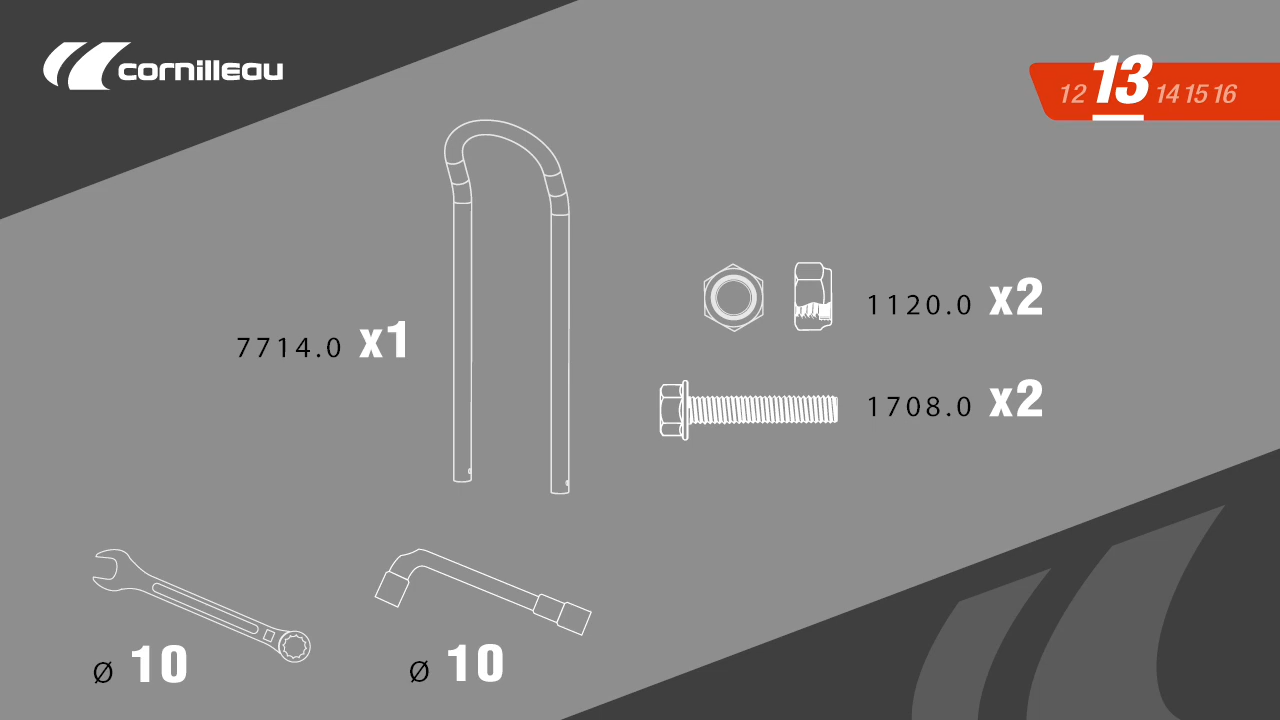 cornilleau
12 13 14 15 16
7714.0 x1
1120.0 x2
1708.0 x2
Ø 10
Ø 10